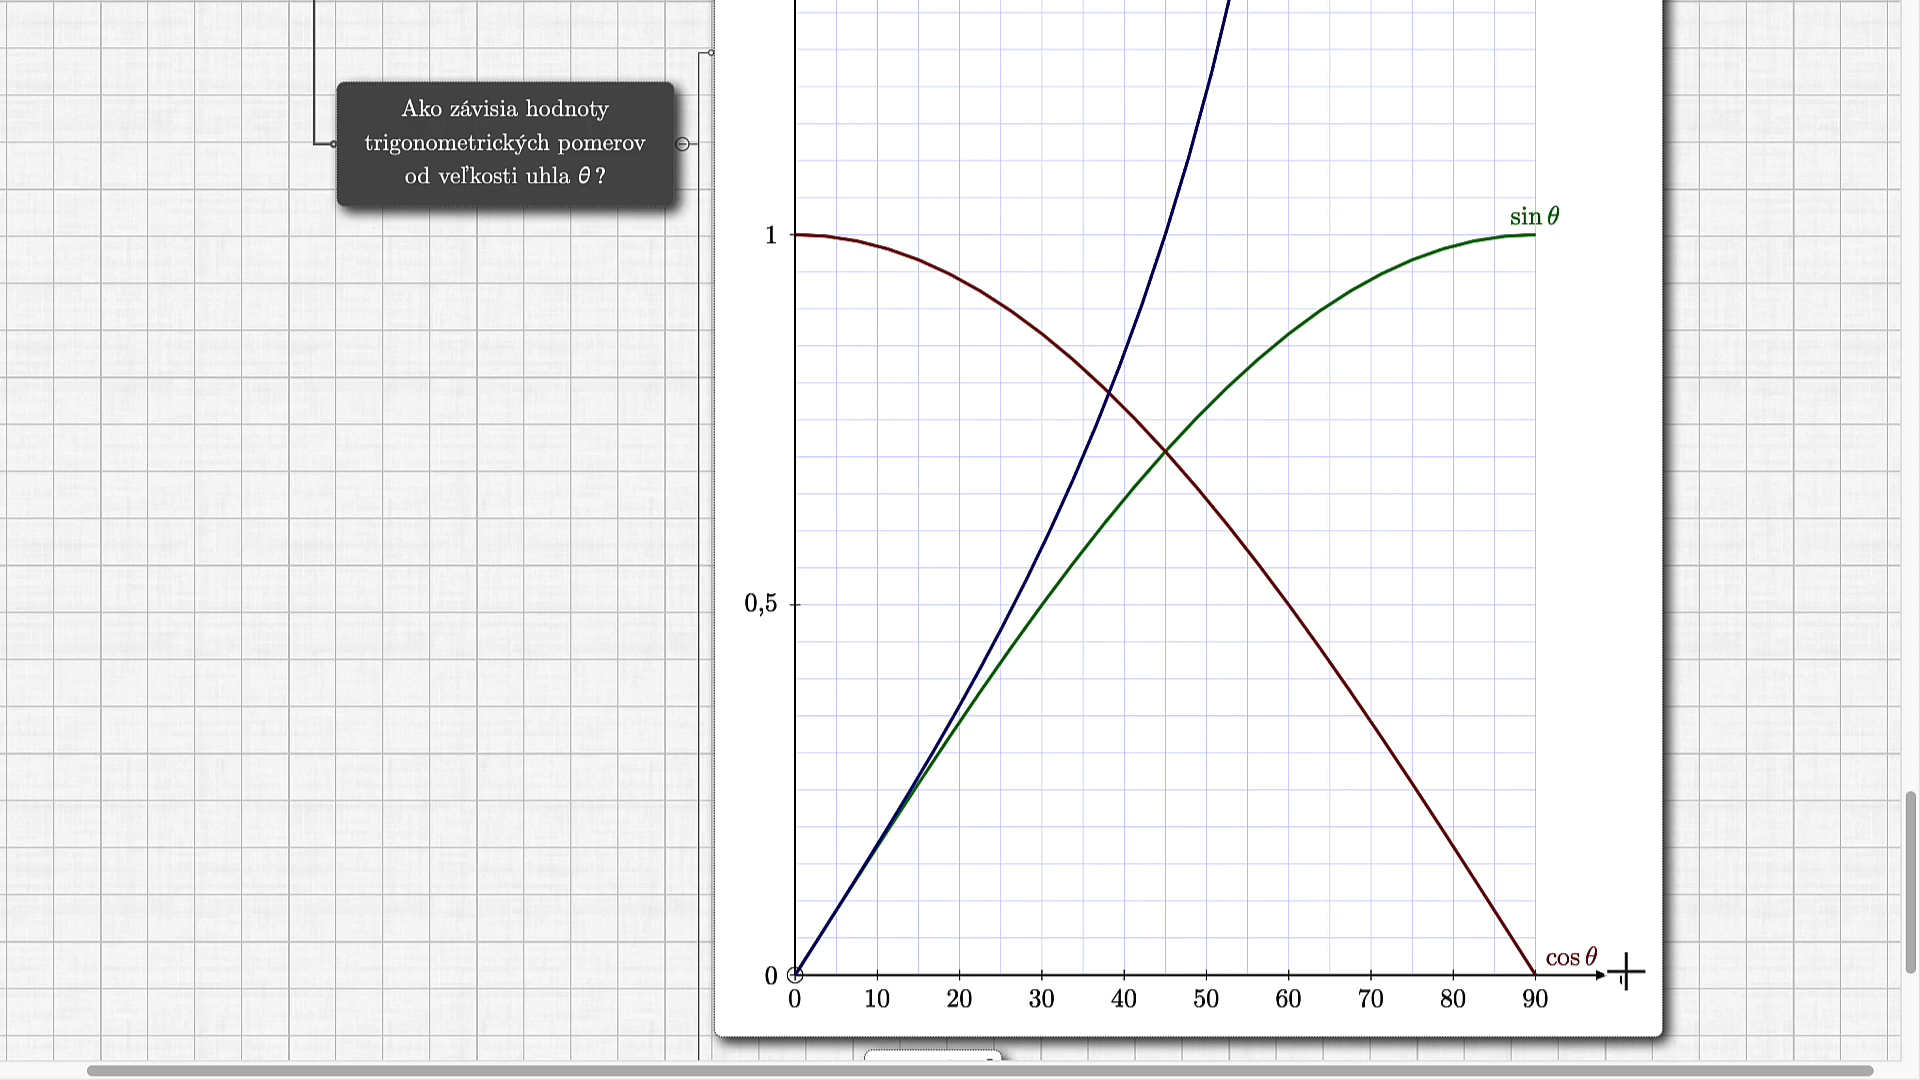 Ako závisia hodnoty
trigonometrických pomerov
od veľkosti uhla θ ?
1
0,5
0
sin θ
cos θ
0 10 20 30 40 50 60 70 80 90